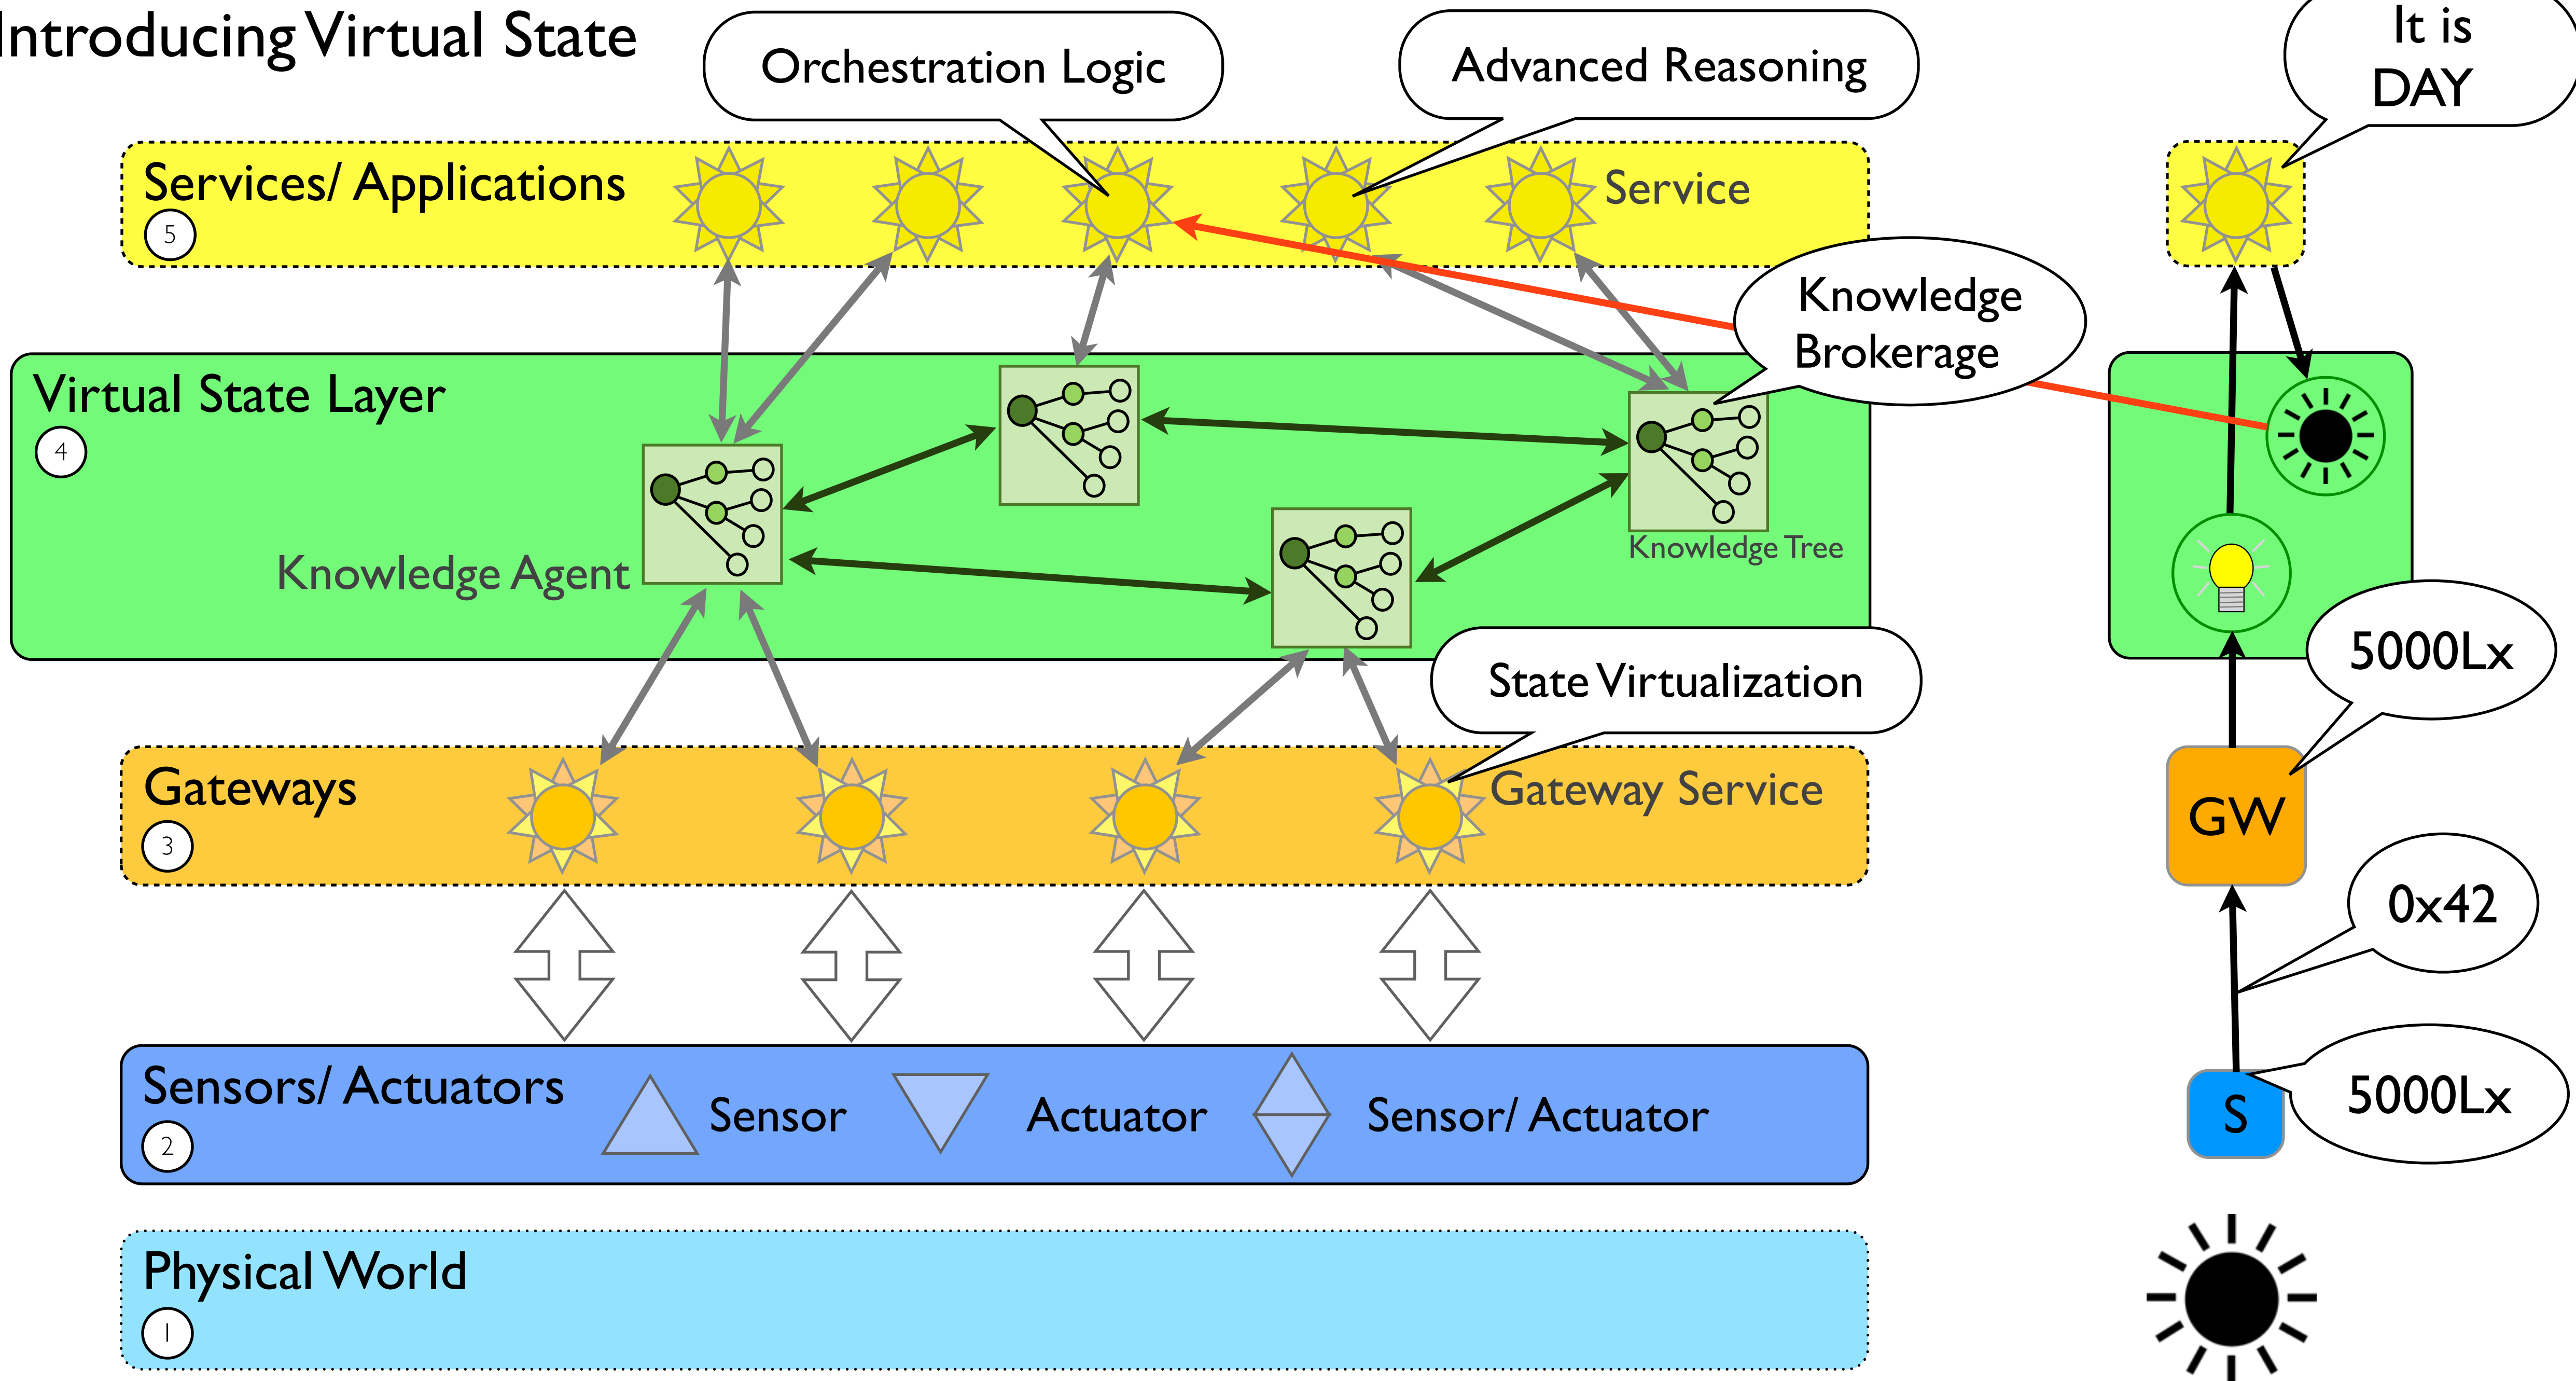 Introducing Virtual State
Orchestration Logic
Advanced Reasoning
It is
DAY
Services/ Applications
5
Service
Knowledge
Brokerage
Virtual State Layer
4
Knowledge Agent
Knowledge Tree
State Virtualization
5000Lx
Gateways
3
Gateway Service
GW
0x42
Sensors/ Actuators
2
Sensor
Actuator
Sensor/ Actuator
S
5000Lx
Physical World
1